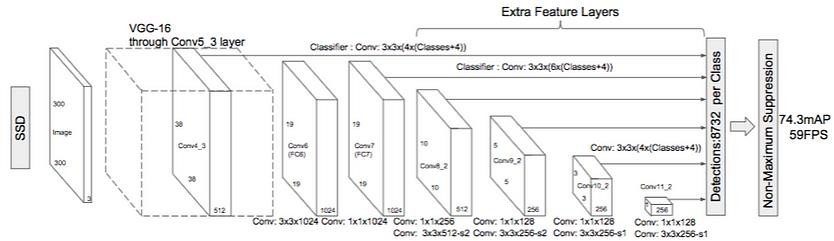 Extra Feature Layers
VGG-16
through Conv5_3 layer
Classifier : Conv: 3x3x(4x(Classes+4))
Classifier : Conv: 3x3x(6x(Classes+4))
SSD
300
Image
300
3
38
Conv4_3
38
512
19
Conv6
(FC6)
19
1024
19
Conv7
(FC7)
19
1024
10
Conv8_2
10
512
5
Conv9_2
5
256
Conv: 3x3x(4x(Classes+4))
3
Conv10_2
3
256
Conv11_2
256
Detections:8732 per Class
Non-Maximum Suppression
74.3mAP
59FPS
Conv: 3x3x1024
Conv: 1x1x1024
Conv: 1x1x256
Conv: 3x3x512-s2
Conv: 1x1x128
Conv: 3x3x256-s2
Conv: 1x1x128
Conv: 3x3x256-s1
Conv: 1x1x128
Conv: 3x3x256-s1